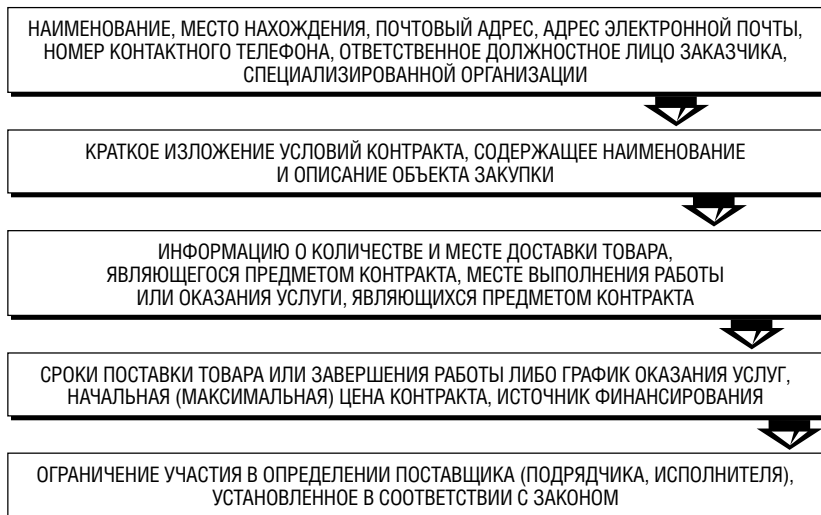 НАИМЕНОВАНИЕ, МЕСТО НАХОЖДЕНИЯ, ПОЧТОВЫЙ АДРЕС, АДРЕС ЭЛЕКТРОННОЙ ПОЧТЫ,
НОМЕР КОНТАКТНОГО ТЕЛЕФОНА, ОТВЕТСТВЕННОЕ ДОЛЖНОСТНОЕ ЛИЦО ЗАКАЗЧИКА,
СПЕЦИАЛИЗИРОВАННОЙ ОРГАНИЗАЦИИ
КРАТКОЕ ИЗЛОЖЕНИЕ УСЛОВИЙ КОНТРАКТА, СОДЕРЖАЩЕЕ НАИМЕНОВАНИЕ
И ОПИСАНИЕ ОБЪЕКТА ЗАКУПКИ
ИНФОРМАЦИЮ О КОЛИЧЕСТВЕ И МЕСТЕ ДОСТАВКИ ТОВАРА,
ЯВЛЯЮЩЕГОСЯ ПРЕДМЕТОМ КОНТРАКТА, МЕСТЕ ВЫПОЛНЕНИЯ РАБОТЫ
ИЛИ ОКАЗАНИЯ УСЛУГИ, ЯВЛЯЮЩИХСЯ ПРЕДМЕТОМ КОНТРАКТА
СРОКИ ПОСТАВКИ ТОВАРА ИЛИ ЗАВЕРШЕНИЯ РАБОТЫ ЛИБО ГРАФИК ОКАЗАНИЯ УСЛУГ,
НАЧАЛЬНАЯ (МАКСИМАЛЬНАЯ) ЦЕНА КОНТРАКТА, ИСТОЧНИК ФИНАНСИРОВАНИЯ
ОГРАНИЧЕНИЕ УЧАСТИЯ В ОПРЕДЕЛЕНИИ ПОСТАВЩИКА (ПОДРЯДЧИКА, ИСПОЛНИТЕЛЯ),
УСТАНОВЛЕННОЕ В СООТВЕТСТВИИ С ЗАКОНОМ